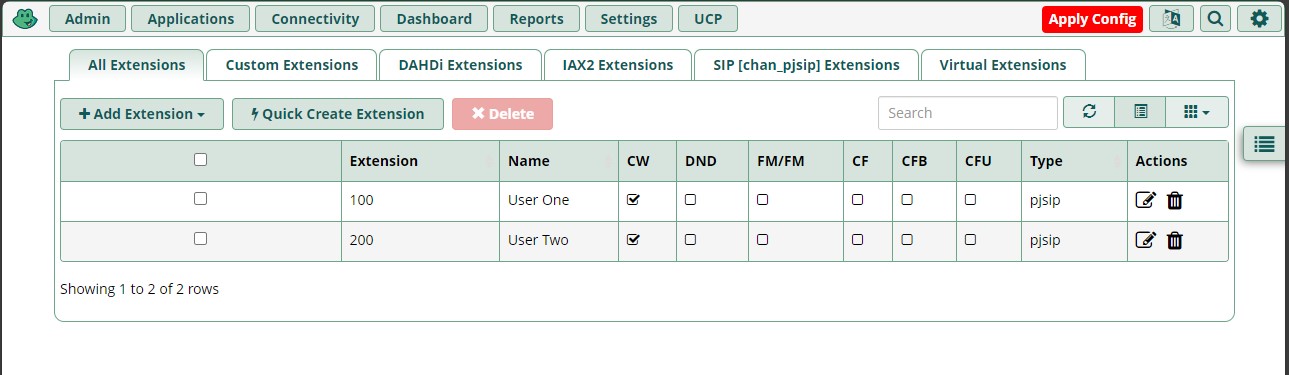 Admin Applications Connectivity Dashboard Reports Settings UCP Apply Config
All Extensions Custom Extensions DAHDi Extensions IAX2 Extensions SIP [chan_pjsip] Extensions Virtual Extensions
Add Extension Quick Create Extension Delete Search
Extension Name CW DND FM/FM CF CFB CFU Type Actions
100 User One pjsip
200 User Two pjsip
Showing 1 to 2 of 2 rows